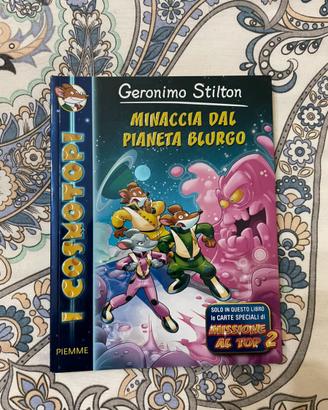 Geronimo Stilton
MINACCIA DAL
PIANETA BLURGO
I COSMOTOPI
SOLO IN QUESTO LIBRO
le CARTE SPECIALI di
MISSIONE
AL TOP 2
PIEMME